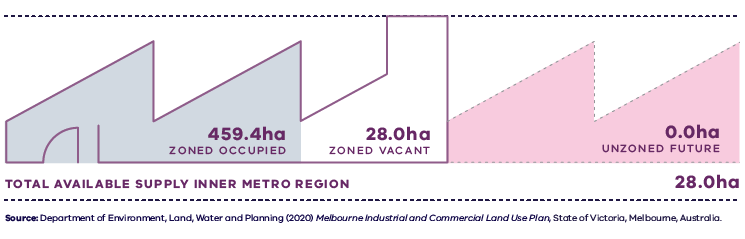 459.4ha 28.0ha 0.0ha
ZONED OCCUPIED ZONED VACANT UNZONED FUTURE
TOTAL AVAILABLE SUPPLY INNER METRO REGION 28.0ha
Source: Department of Environment, Land, Water and Planning (2020) Melbourne Industrial and Commercial Land Use Plan, State of Victoria, Melbourne, Australia.